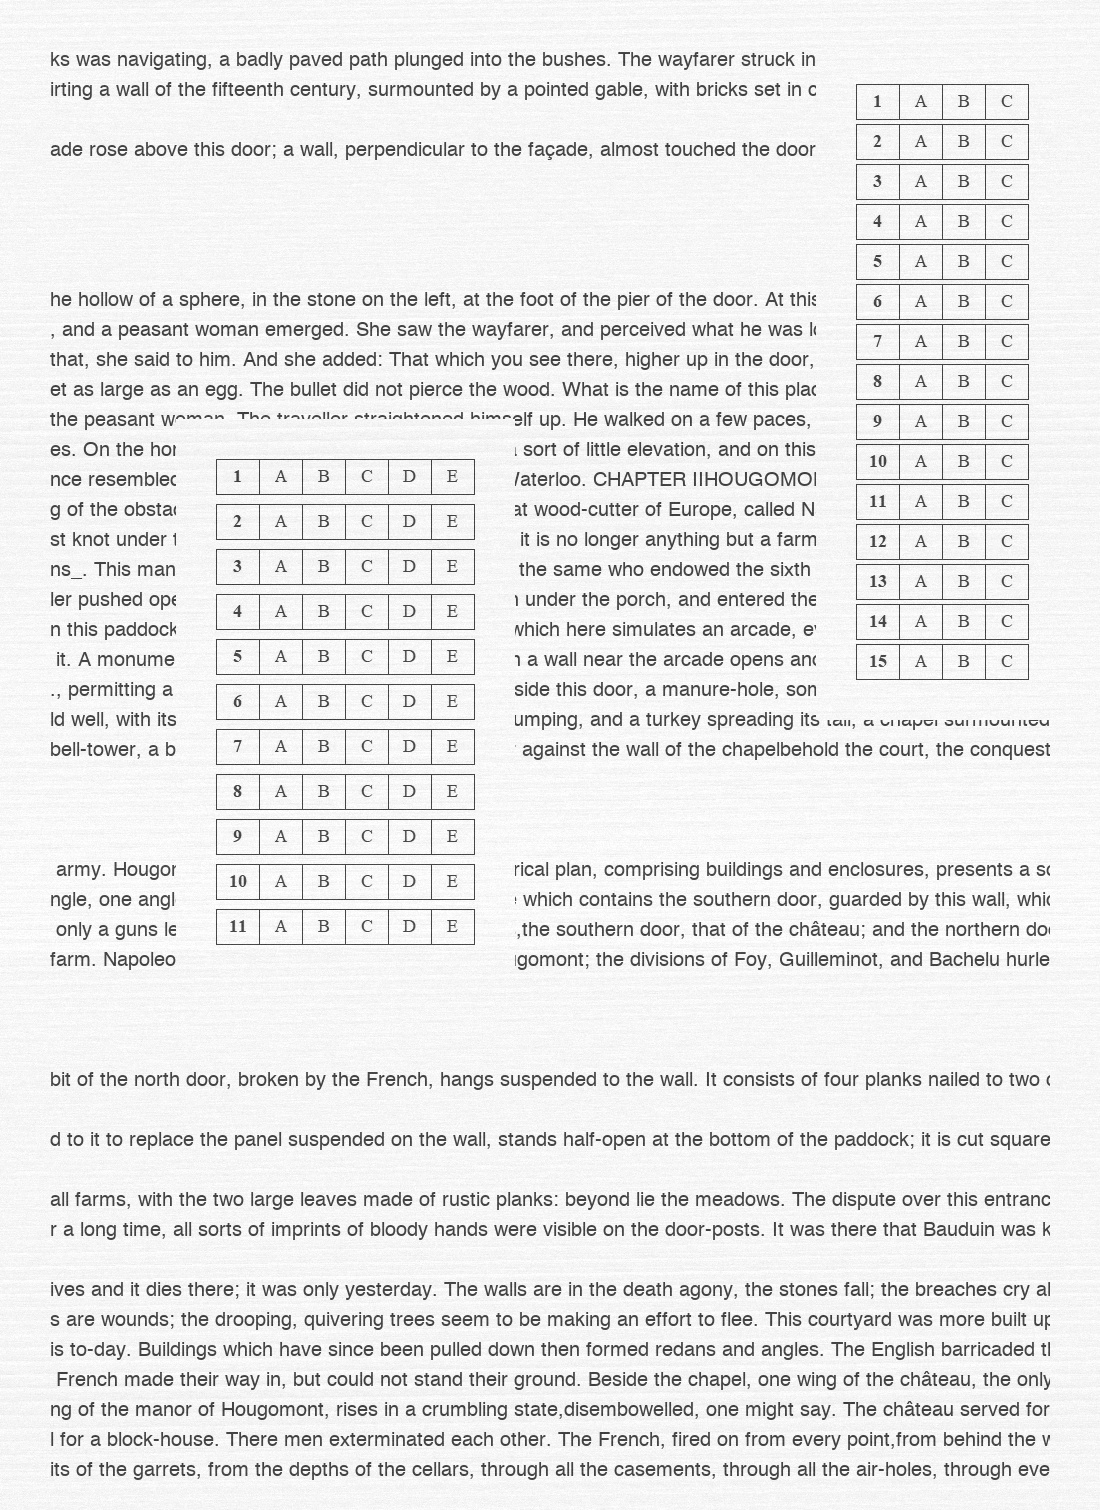 ks was navigating, a badly paved path plunged into the bushes. The wayfarer struck in
irting a wall of the fifteenth century, surmounted by a pointed gable, with bricks set in c
ade rose above this door; a wall, perpendicular to the façade, almost touched the door
he hollow of a sphere, in the stone on the left, at the foot of the pier of the door. At this
, and a peasant woman emerged. She saw the wayfarer, and perceived what he was lo
that, she said to him. And she added: That which you see there, higher up in the door,
et as large as an egg. The bullet did not pierce the wood. What is the name of this plac
the peasant woman. The traveller straightened himself up. He walked on a few paces,
es. On the hor sort of little elevation, and on this
nce resembled Waterloo. CHAPTER IIHOUGOMO
g of the obstac at wood-cutter of Europe, called N
st knot under it is no longer anything but a farm
ns_. This man the same who endowed the sixth
ler pushed ope under the porch, and entered the
n this paddock which here simulates an arcade, ev
it. A monume a wall near the arcade opens and
., permitting a side this door, a manure-hole, som
ld well, with its umping, and a turkey spreading its tail, a chapel surmounted
bell-tower, a b against the wall of the chapelbehold the court, the conquest
army. Hougor rical plan, comprising buildings and enclosures, presents a so
ngle, one angl which contains the southern door, guarded by this wall, whic
only a guns le ,the southern door, that of the château; and the northern doo
farm. Napoleo gomont; the divisions of Foy, Guilleminot, and Bachelu hurle
bit of the north door, broken by the French, hangs suspended to the wall. It consists of four planks nailed to two c
d to it to replace the panel suspended on the wall, stands half-open at the bottom of the paddock; it is cut square
all farms, with the two large leaves made of rustic planks: beyond lie the meadows. The dispute over this entranc
r a long time, all sorts of imprints of bloody hands were visible on the door-posts. It was there that Bauduin was k
ives and it dies there; it was only yesterday. The walls are in the death agony, the stones fall; the breaches cry al
s are wounds; the drooping, quivering trees seem to be making an effort to flee. This courtyard was more built up
is to-day. Buildings which have since been pulled down then formed redans and angles. The English barricaded th
French made their way in, but could not stand their ground. Beside the chapel, one wing of the château, the only
ng of the manor of Hougomont, rises in a crumbling state,disembowelled, one might say. The château served for
l for a block-house. There men exterminated each other. The French, fired on from every point,from behind the w
its of the garrets, from the depths of the cellars, through all the casements, through all the air-holes, through eve
1 A B C
2 A B C
3 A B C
4 A B C
5 A B C
6 A B C
7 A B C
8 A B C
9 A B C
10 A B C
11 A B C
12 A B C
13 A B C
14 A B C
15 A B C
1 A B C D E
2 A B C D E
3 A B C D E
4 A B C D E
5 A B C D E
6 A B C D E
7 A B C D E
8 A B C D E
9 A B C D E
10 A B C D E
11 A B C D E